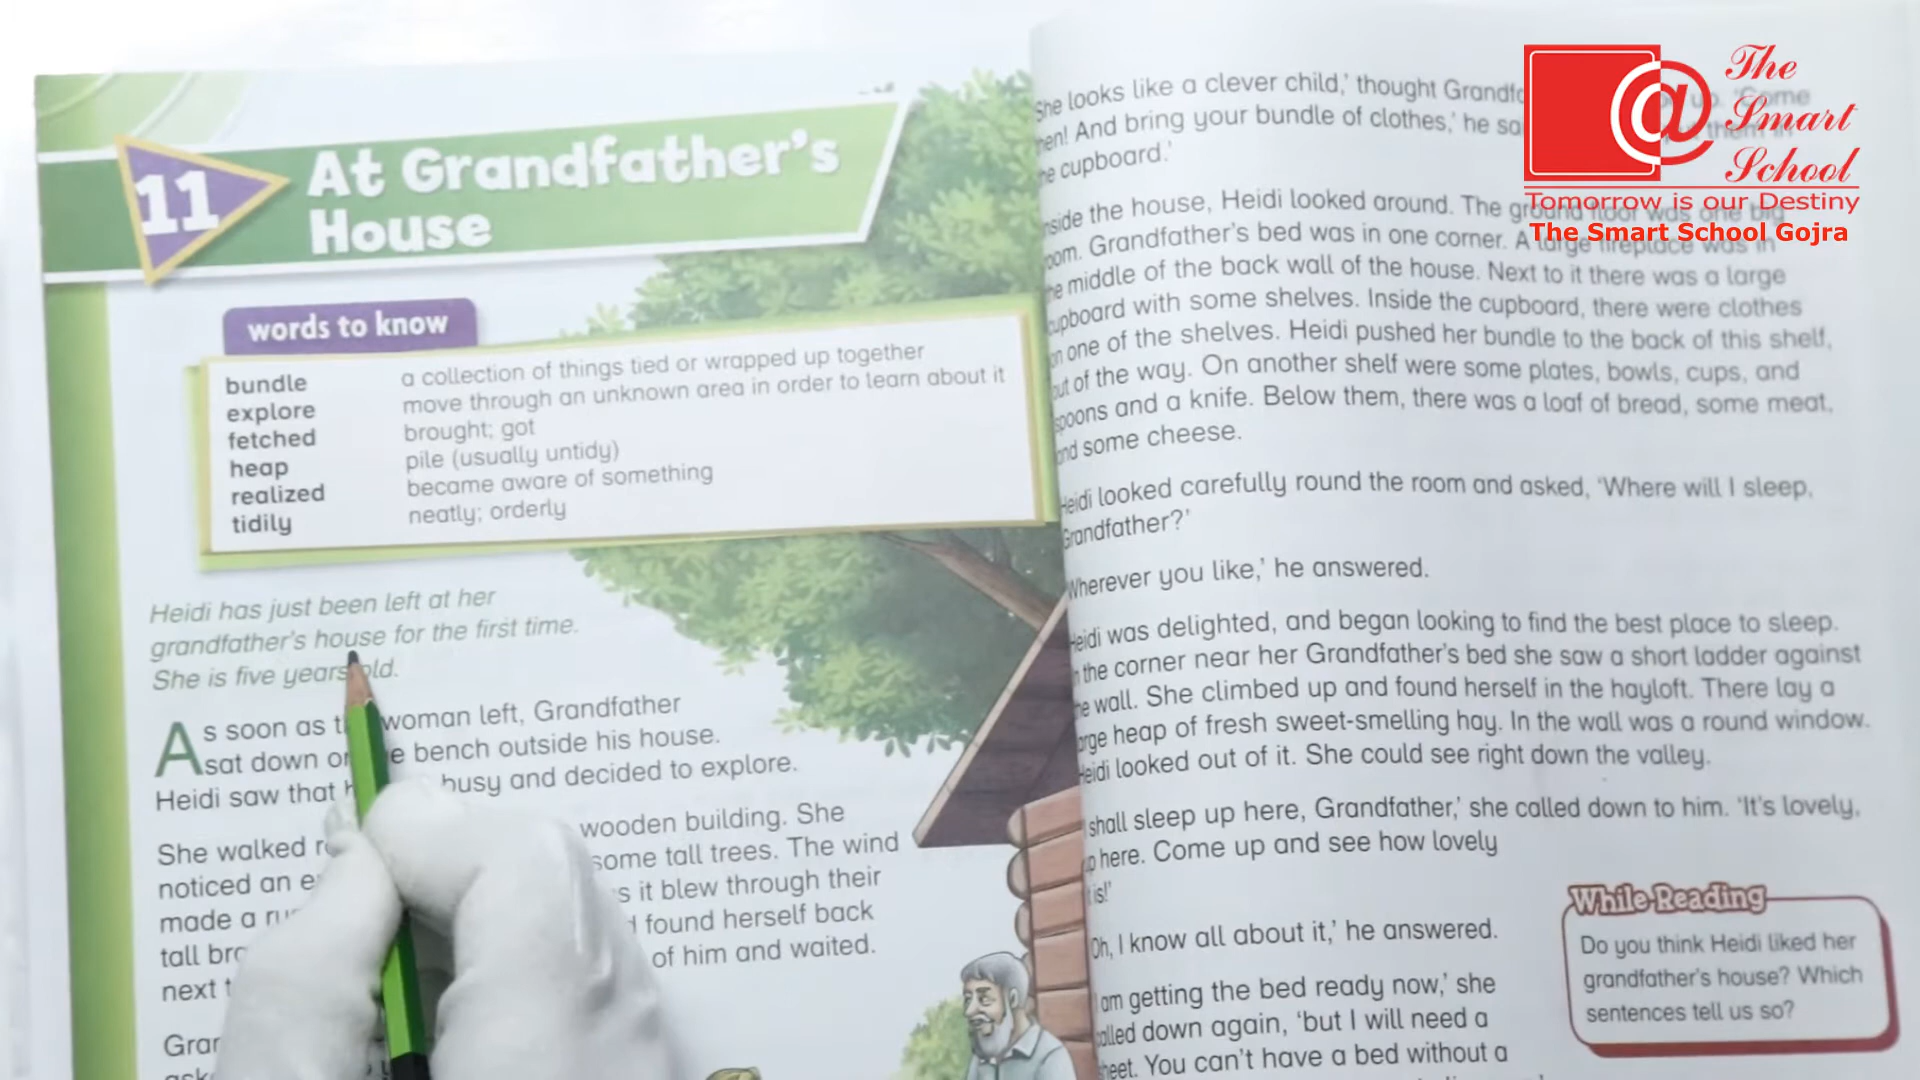 11
At Grandfather's
House
words to know
bundle a collection of things tied or wrapped up together
explore move through an unknown area in order to learn about it
fetched brought; got
heap pile (usually untidy)
realized became aware of something
tidily neatly; orderly
Heidi has just been left at her
grandfather's house for the first time.
She is five years old.
As soon as woman left, Grandfather
sat down bench outside his house.
Heidi saw that busy and decided to explore.
She walked wooden building. She
noticed an some tall trees. The wind
made a it blew through their
tall found herself back
next of him and waited.
She looks like a clever child,' thought
And bring your bundle of clothes,' he
cupboard.'
the house, Heidi looked around. The ground floor was one big
Grandfather's bed was in one corner. A large fireplace was in
middle of the back wall of the house. Next to it there was a large
cupboard with some shelves. Inside the cupboard, there were clothes
on one of the shelves. Heidi pushed her bundle to the back of this shelf,
out of the way. On another shelf were some plates, bowls, cups, and
spoons and a knife. Below them, there was a loaf of bread, some meat,
and some cheese.
Heidi looked carefully round the room and asked, 'Where will I sleep,
Grandfather?'
Wherever you like,' he answered.
Heidi was delighted, and began looking to find the best place to sleep.
the corner near her Grandfather's bed she saw a short ladder against
wall. She climbed up and found herself in the hayloft. There lay a
large heap of fresh sweet-smelling hay. In the wall was a round window.
Heidi looked out of it. She could see right down the valley.
shall sleep up here, Grandfather,' she called down to him. 'It's lovely,
here. Come up and see how lovely
is!'
Oh, I know all about it,' he answered.
am getting the bed ready now,' she
called down again, 'but I will need a
sheet. You can't have a bed without a
While Reading
Do you think Heidi liked her
grandfather's house? Which
sentences tell us so?
The
Smart
School
Tomorrow is our Destiny
The Smart School Gojra